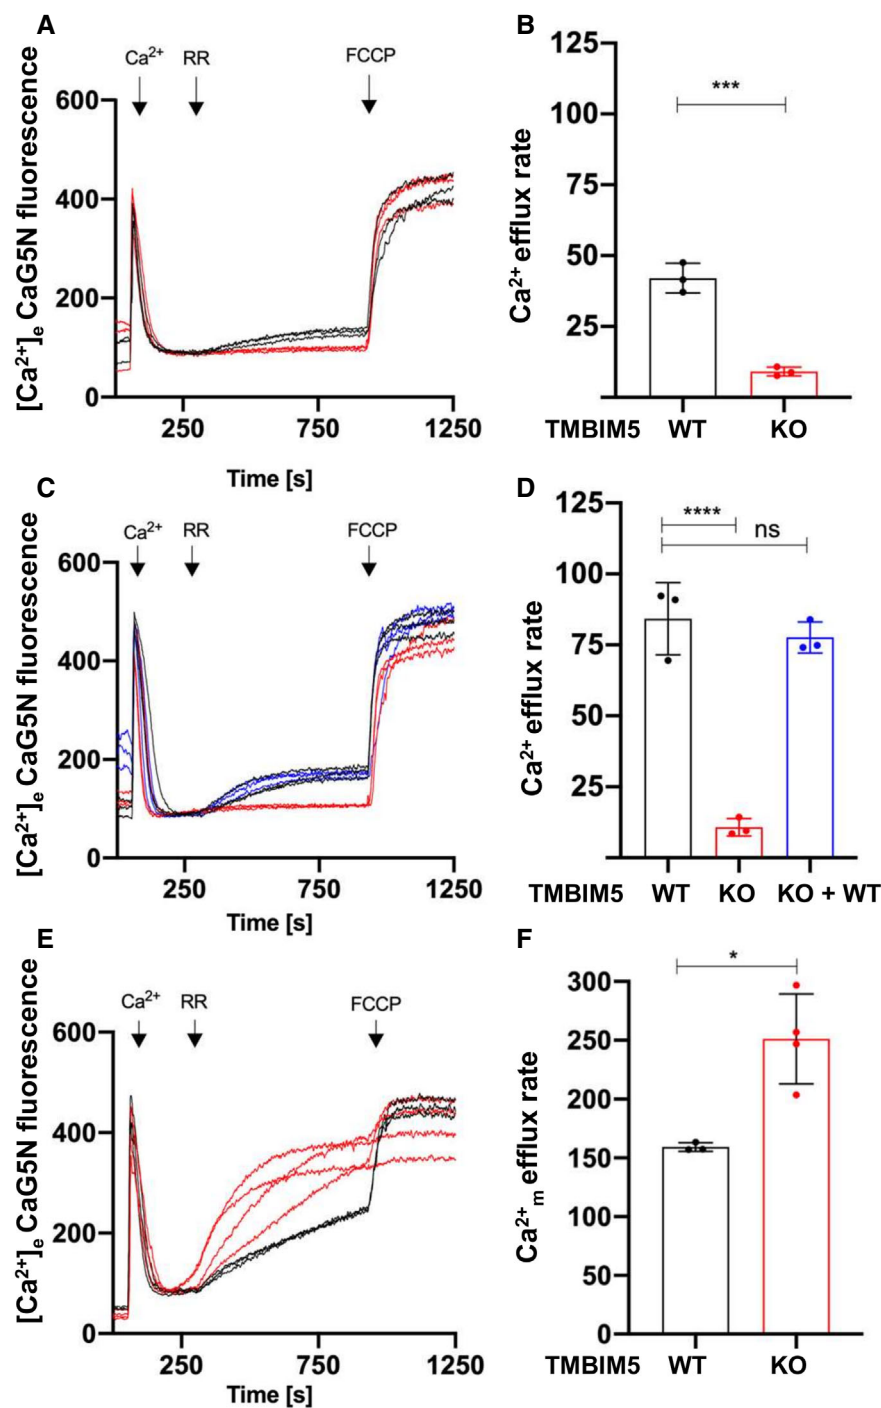 A
[Ca²⁺]ₑ CaG5N fluorescence
Ca²⁺ RR FCCP
600
400
200
0
250 750 1250
Time [s]
B
Ca²⁺ efflux rate
125
100
75
50
25
***
TMBIM5 WT KO
C
[Ca²⁺]ₑ CaG5N fluorescence
Ca²⁺ RR FCCP
600
400
200
0
250 750 1250
Time [s]
D
Ca²⁺ efflux rate
125
100
75
50
25
****
ns
TMBIM5 WT KO KO + WT
E
[Ca²⁺]ₑ CaG5N fluorescence
Ca²⁺ RR FCCP
600
400
200
0
250 750 1250
Time [s]
F
Ca²⁺ₘ efflux rate
300
250
200
150
100
50
0
*
TMBIM5 WT KO